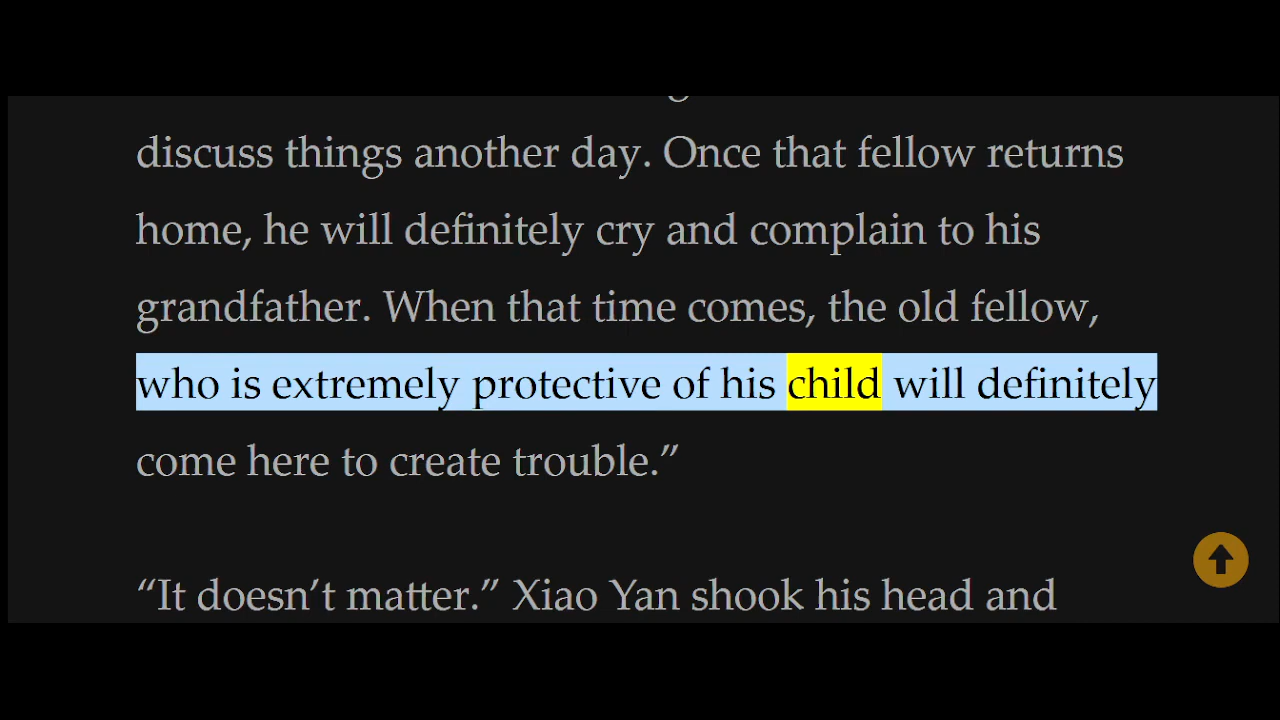 discuss things another day. Once that fellow returns
home, he will definitely cry and complain to his
grandfather. When that time comes, the old fellow,
who is extremely protective of his child will definitely
come here to create trouble.”
“It doesn’t matter.” Xiao Yan shook his head and